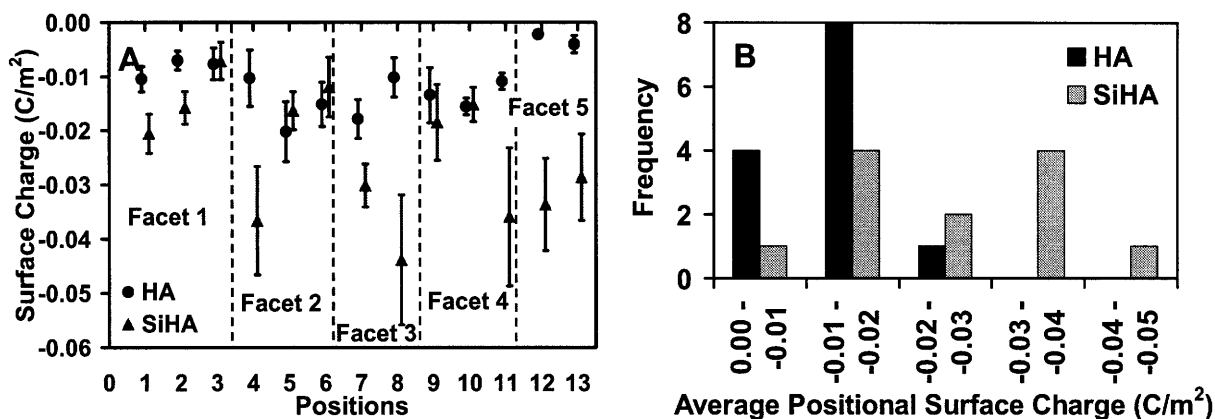 A
0.00
-0.01
-0.02
-0.03
-0.04
-0.05
-0.06
Surface Charge (C/m²)
Facet 1
Facet 2
Facet 3
Facet 4
Facet 5
HA
SiHA
0 1 2 3 4 5 6 7 8 9 10 11 12 13
Positions
B
8
6
4
2
0
Frequency
HA
SiHA
0.00 -
-0.01
-0.01 -
-0.02
-0.02 -
-0.03
-0.03 -
-0.04
-0.04 -
-0.05
Average Positional Surface Charge (C/m²)